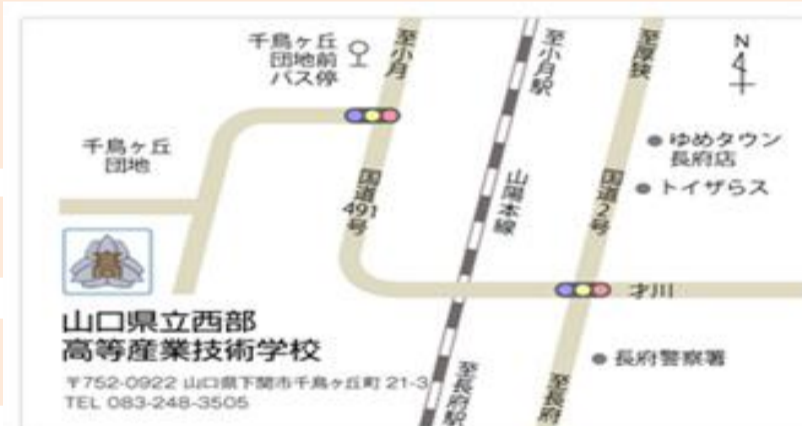 千鳥ヶ丘
団地前
バス停
至小月
至小月駅
至厚狭
N
4
千鳥ヶ丘
団地
国道491号
山陽本線
国道2号
ゆめタウン
長府店
トイザらス
高
才川
山口県立西部
高等産業技術学校
〒752-0922 山口県下関市千鳥ヶ丘町 21-3
TEL 083-248-3505
長府警察署
至長府駅
至長府